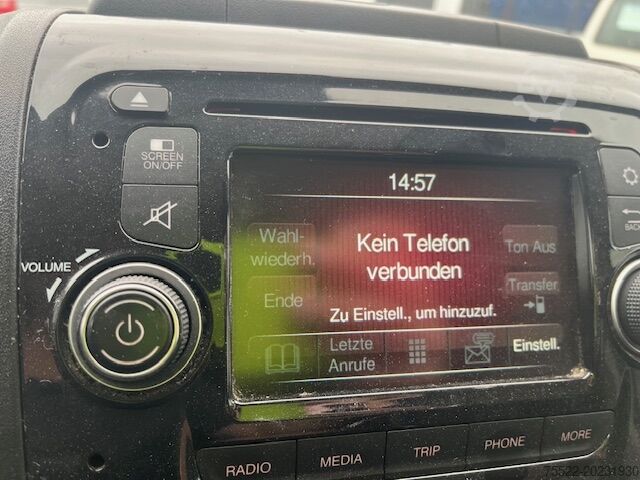 SCREEN
ON/OFF
14:57
BACK
Wahl-
wiederh.
Kein Telefon
verbunden
Ton Aus
VOLUME
Ende
Transfer
Zu Einstell., um hinzuzuf.
Letzte
Anrufe
Einstell.
RADIO
MEDIA
TRIP
PHONE
MORE
75522-20231930